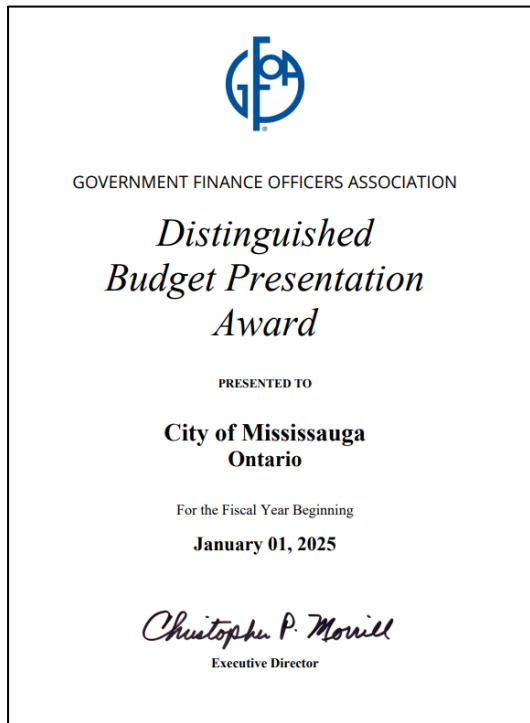 GFOA
GOVERNMENT FINANCE OFFICERS ASSOCIATION
Distinguished
Budget Presentation
Award
PRESENTED TO
City of Mississauga
Ontario
For the Fiscal Year Beginning
January 01, 2025
Christopher P. Morrill
Executive Director